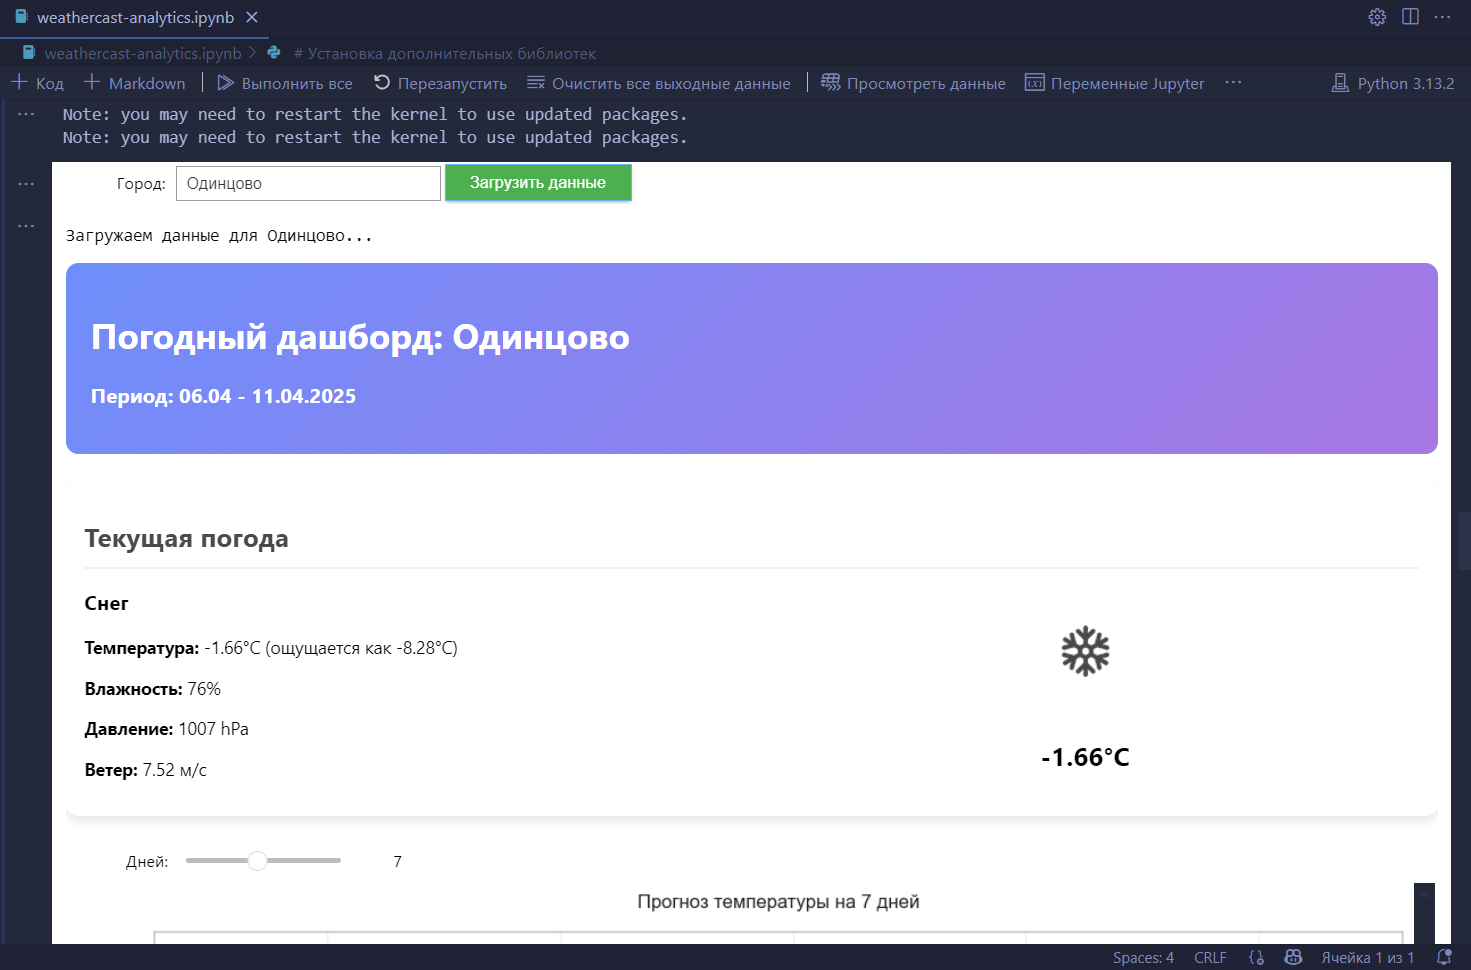 weathercast-analytics.ipynb
weathercast-analytics.ipynb > # Установка дополнительных библиотек
+ Код + Markdown Выполнить все Перезапустить Очистить все выходные данные Просмотреть данные Переменные Jupyter ... Python 3.13.2
Note: you may need to restart the kernel to use updated packages.
Note: you may need to restart the kernel to use updated packages.
Город: Одинцово Загрузить данные
Загружаем данные для Одинцово...
Погодный дашборд: Одинцово
Период: 06.04 - 11.04.2025
Текущая погода
Снег
Температура: -1.66°C (ощущается как -8.28°C)
Влажность: 76%
Давление: 1007 hPa
Ветер: 7.52 м/с
-1.66°C
Дней: 7
Прогноз температуры на 7 дней
Spaces: 4 CRLF Ячейка 1 из 1